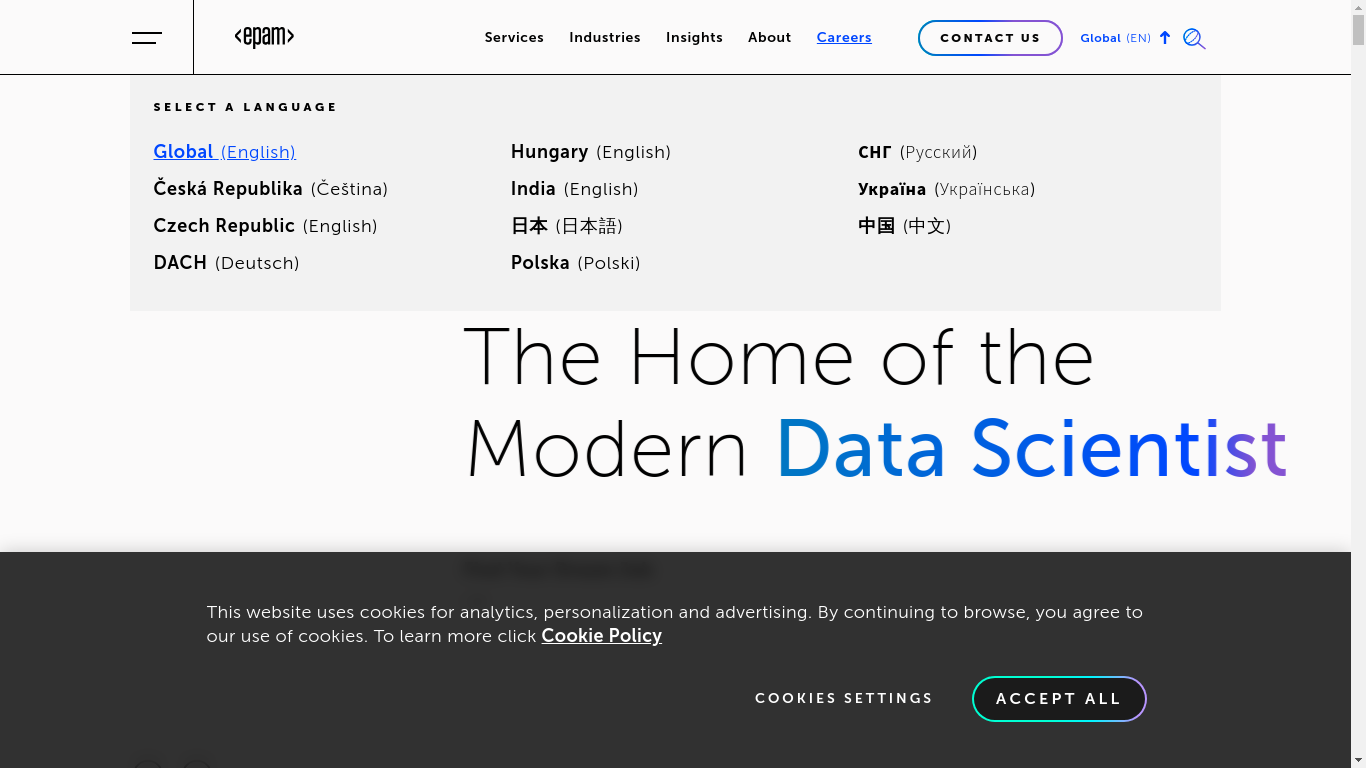 <epam>
Services Industries Insights About Careers CONTACT US Global (EN)
SELECT A LANGUAGE
Global (English)
Česká Republika (Čeština)
Czech Republic (English)
DACH (Deutsch)
Hungary (English)
India (English)
日本 (日本語)
Polska (Polski)
СНГ (Русский)
Україна (Українська)
中国 (中文)
The Home of the
Modern Data Scientist
This website uses cookies for analytics, personalization and advertising. By continuing to browse, you agree to
our use of cookies. To learn more click Cookie Policy
COOKIES SETTINGS ACCEPT ALL